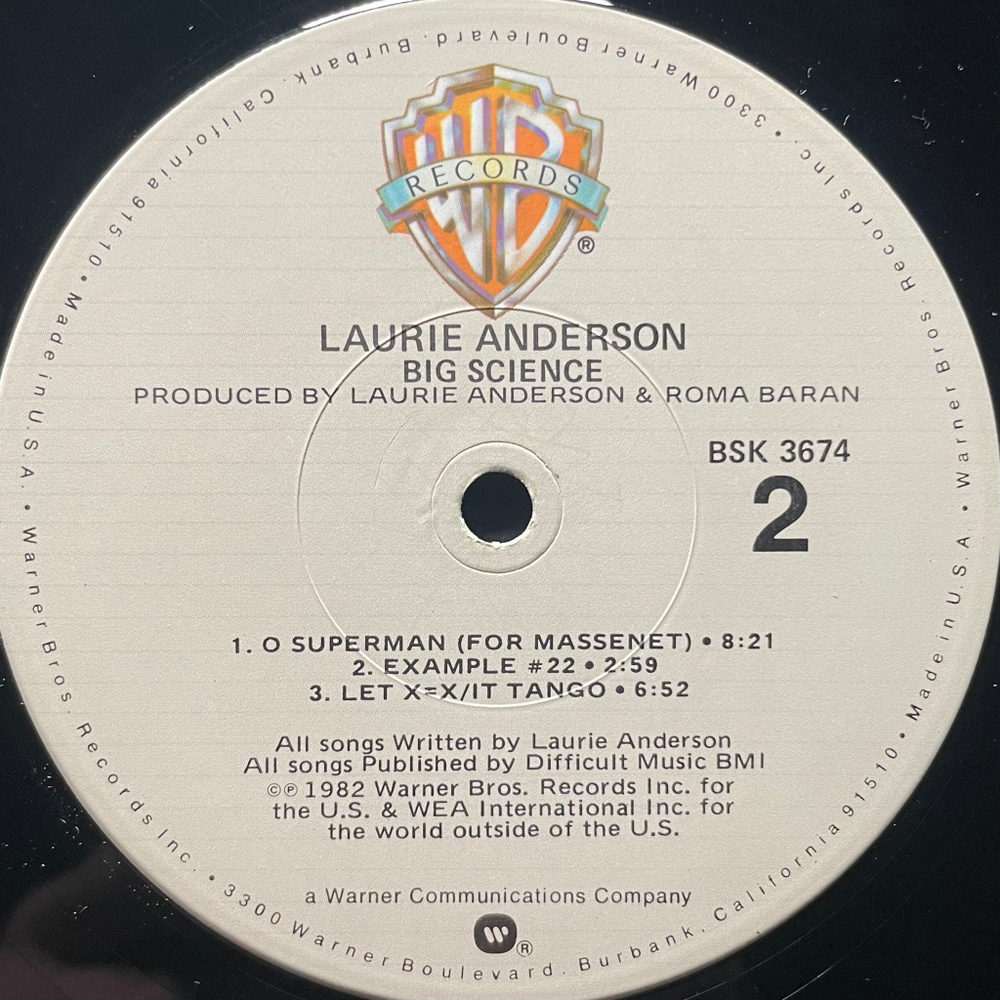 WB
RECORDS
®
LAURIE ANDERSON
BIG SCIENCE
PRODUCED BY LAURIE ANDERSON & ROMA BARAN
BSK 3674
2
1. O SUPERMAN (FOR MASSENET) • 8:21
2. EXAMPLE #22 • 2:59
3. LET X=X/IT TANGO • 6:52
All songs Written by Laurie Anderson
All songs Published by Difficult Music BMI
©℗ 1982 Warner Bros. Records Inc. for
the U.S. & WEA International Inc. for
the world outside of the U.S.
a Warner Communications Company
W ®
Made in U.S.A. • Warner Bros. Records Inc. • 3300 Warner Boulevard. Burbank. California 91510 •
Made in U.S.A. • Warner Bros. Records Inc. • 3300 Warner Boulevard. Burbank. California 91510 •